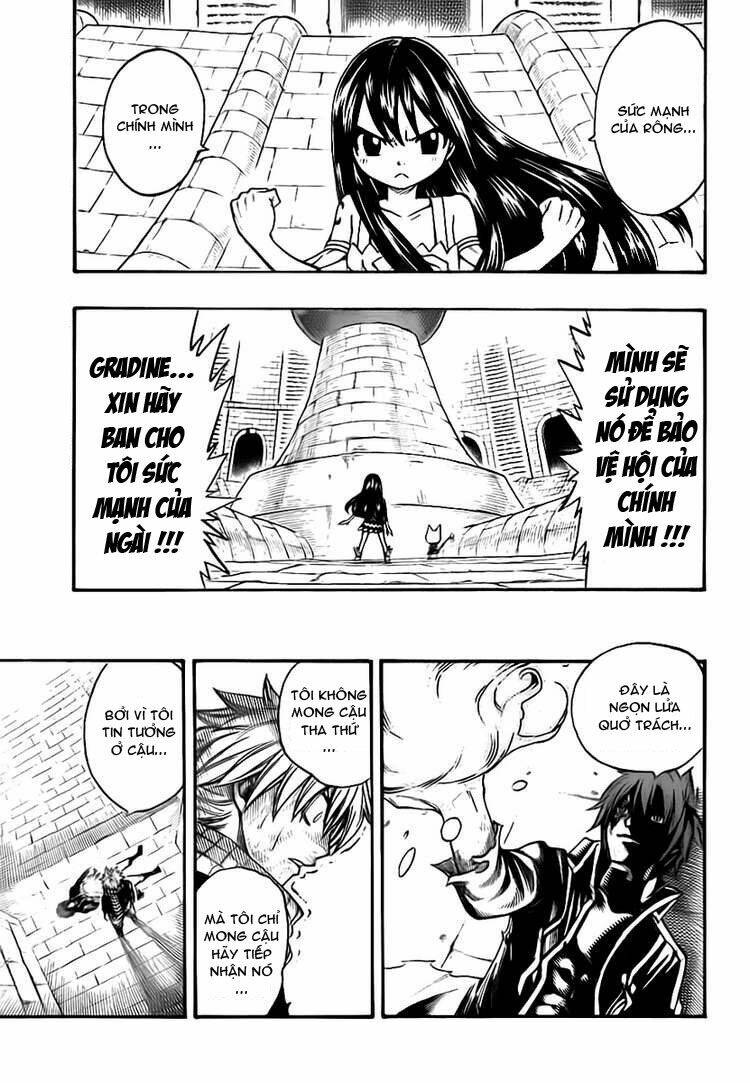 SỨC MẠNH
CỦA RỒNG...
TRONG
CHÍNH MÌNH
...
MÌNH SẼ
SỬ DỤNG
NÓ ĐỂ BẢO
VỆ HỘI CỦA
CHÍNH
MÌNH !!!
GRADINE...
XIN HÃY
BAN CHO
TÔI SỨC
MẠNH CỦA
NGÀI !!!
ĐÂY LÀ
NGỌN LỬA
QUỞ TRÁCH...
TÔI KHÔNG
MONG CẬU
THA THỨ
...
MÀ TÔI CHỈ
MONG CẬU
HÃY TIẾP
NHẬN NÓ
...
BỞI VÌ TÔI
TIN TƯỞNG
Ở CẬU...